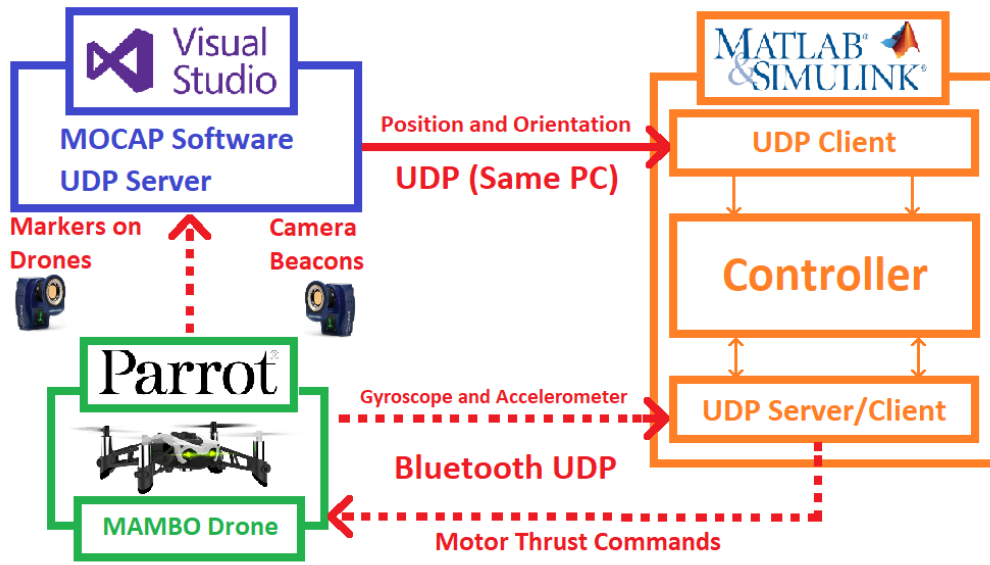 Visual
Studio
MOCAP Software
UDP Server
Position and Orientation
UDP (Same PC)
MATLAB®
&SIMULINK®
UDP Client
Markers on
Drones
Camera
Beacons
Controller
Parrot®
Gyroscope and Accelerometer
UDP Server/Client
Bluetooth UDP
MAMBO Drone
Motor Thrust Commands